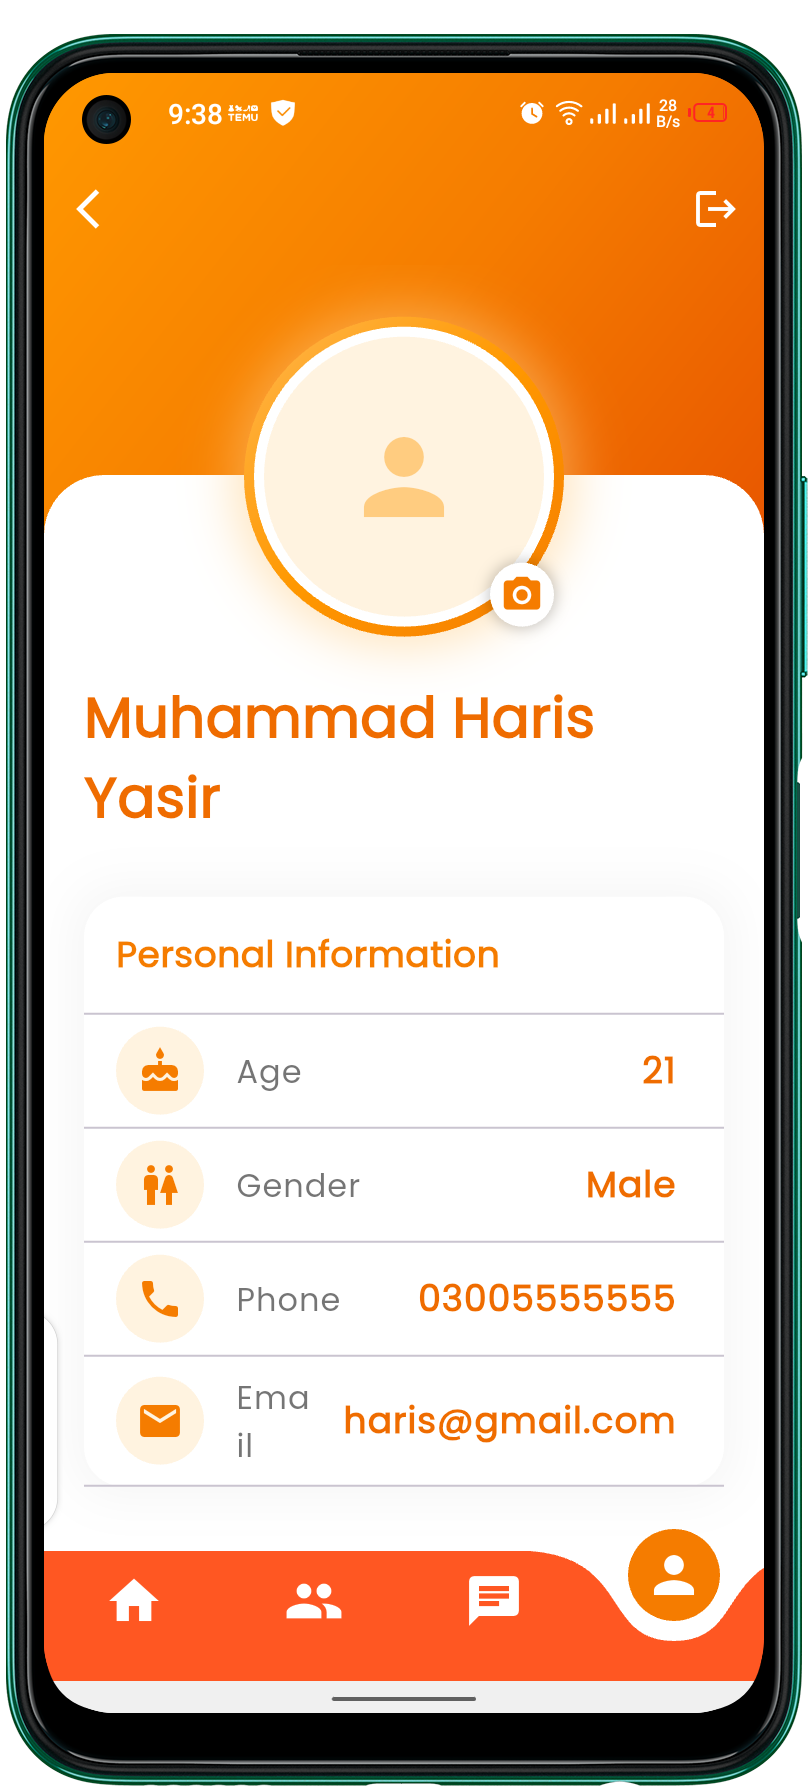 9:38 TEMU 28 B/s 4
Muhammad Haris
Yasir
Personal Information
Age 21
Gender Male
Phone 03005555555
Ema
il haris@gmail.com